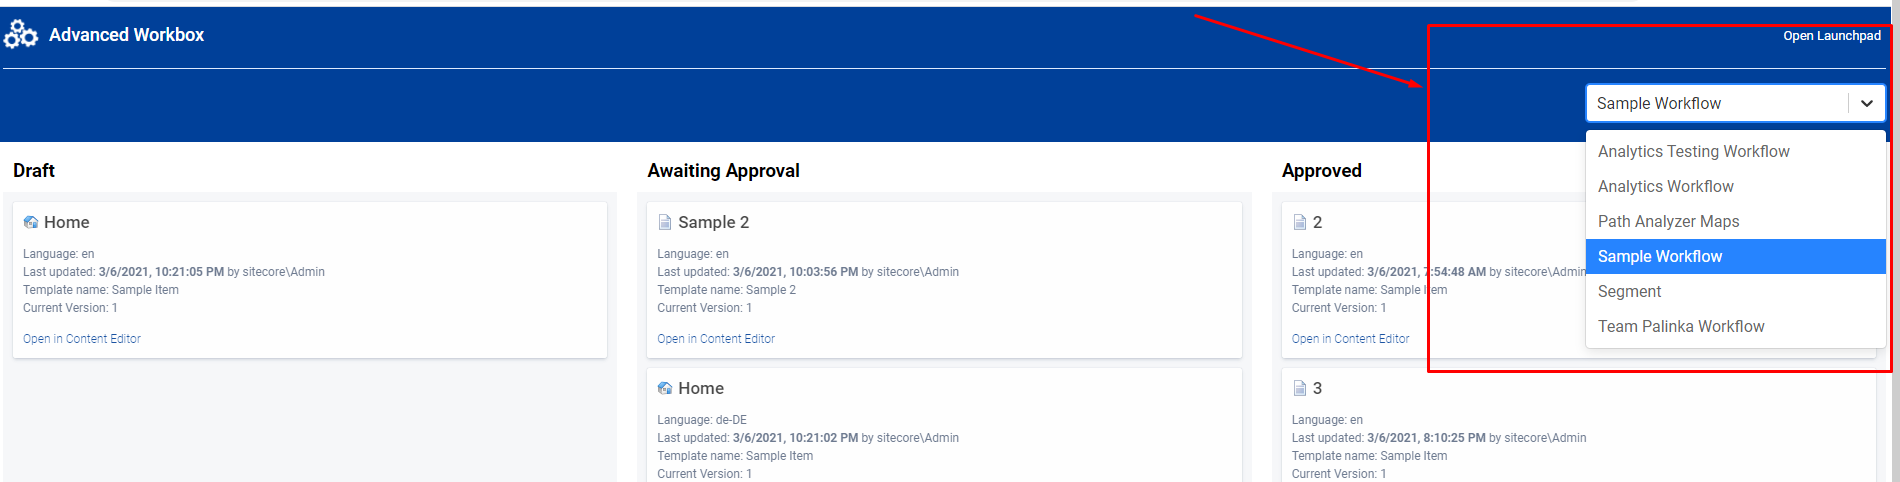 Advanced Workbox
Open Launchpad
Sample Workflow
Analytics Testing Workflow
Analytics Workflow
Path Analyzer Maps
Sample Workflow
Segment
Team Palinka Workflow
Draft
Home
Language: en
Last updated: 3/6/2021, 10:21:05 PM by sitecore\Admin
Template name: Sample Item
Current Version: 1
Open in Content Editor
Awaiting Approval
Sample 2
Language: en
Last updated: 3/6/2021, 10:03:56 PM by sitecore\Admin
Template name: Sample 2
Current Version: 1
Open in Content Editor
Home
Language: de-DE
Last updated: 3/6/2021, 10:21:02 PM by sitecore\Admin
Template name: Sample Item
Current Version: 1
Approved
2
Language: en
Last updated: 3/6/2021, 7:54:48 AM by sitecore\Admin
Template name: Sample Item
Current Version: 1
Open in Content Editor
3
Language: en
Last updated: 3/6/2021, 8:10:25 PM by sitecore\Admin
Template name: Sample Item
Current Version: 1